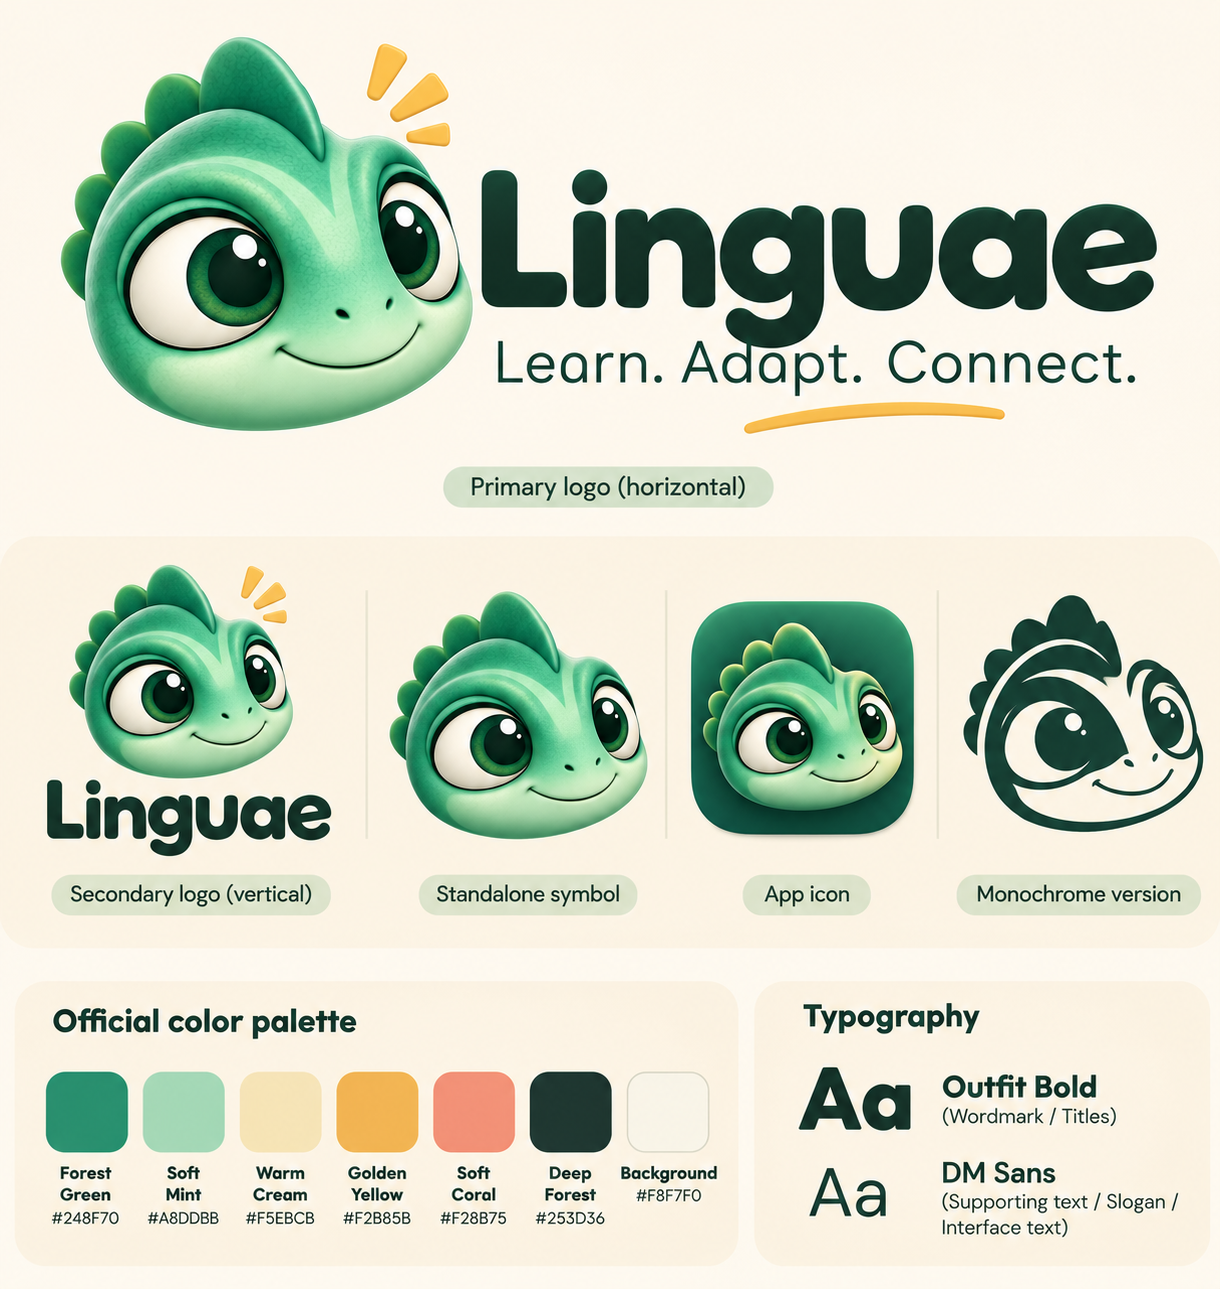 Linguae
Learn. Adapt. Connect.
Primary logo (horizontal)
Linguae
Secondary logo (vertical)
Standalone symbol
App icon
Monochrome version
Official color palette
Forest
Green
#248F70
Soft
Mint
#A8DDBB
Warm
Cream
#F5EBCB
Golden
Yellow
#F2B85B
Soft
Coral
#F28B75
Deep
Forest
#253D36
Background
#F8F7F0
Typography
Aa
Outfit Bold
(Wordmark / Titles)
Aa
DM Sans
(Supporting text / Slogan /
Interface text)